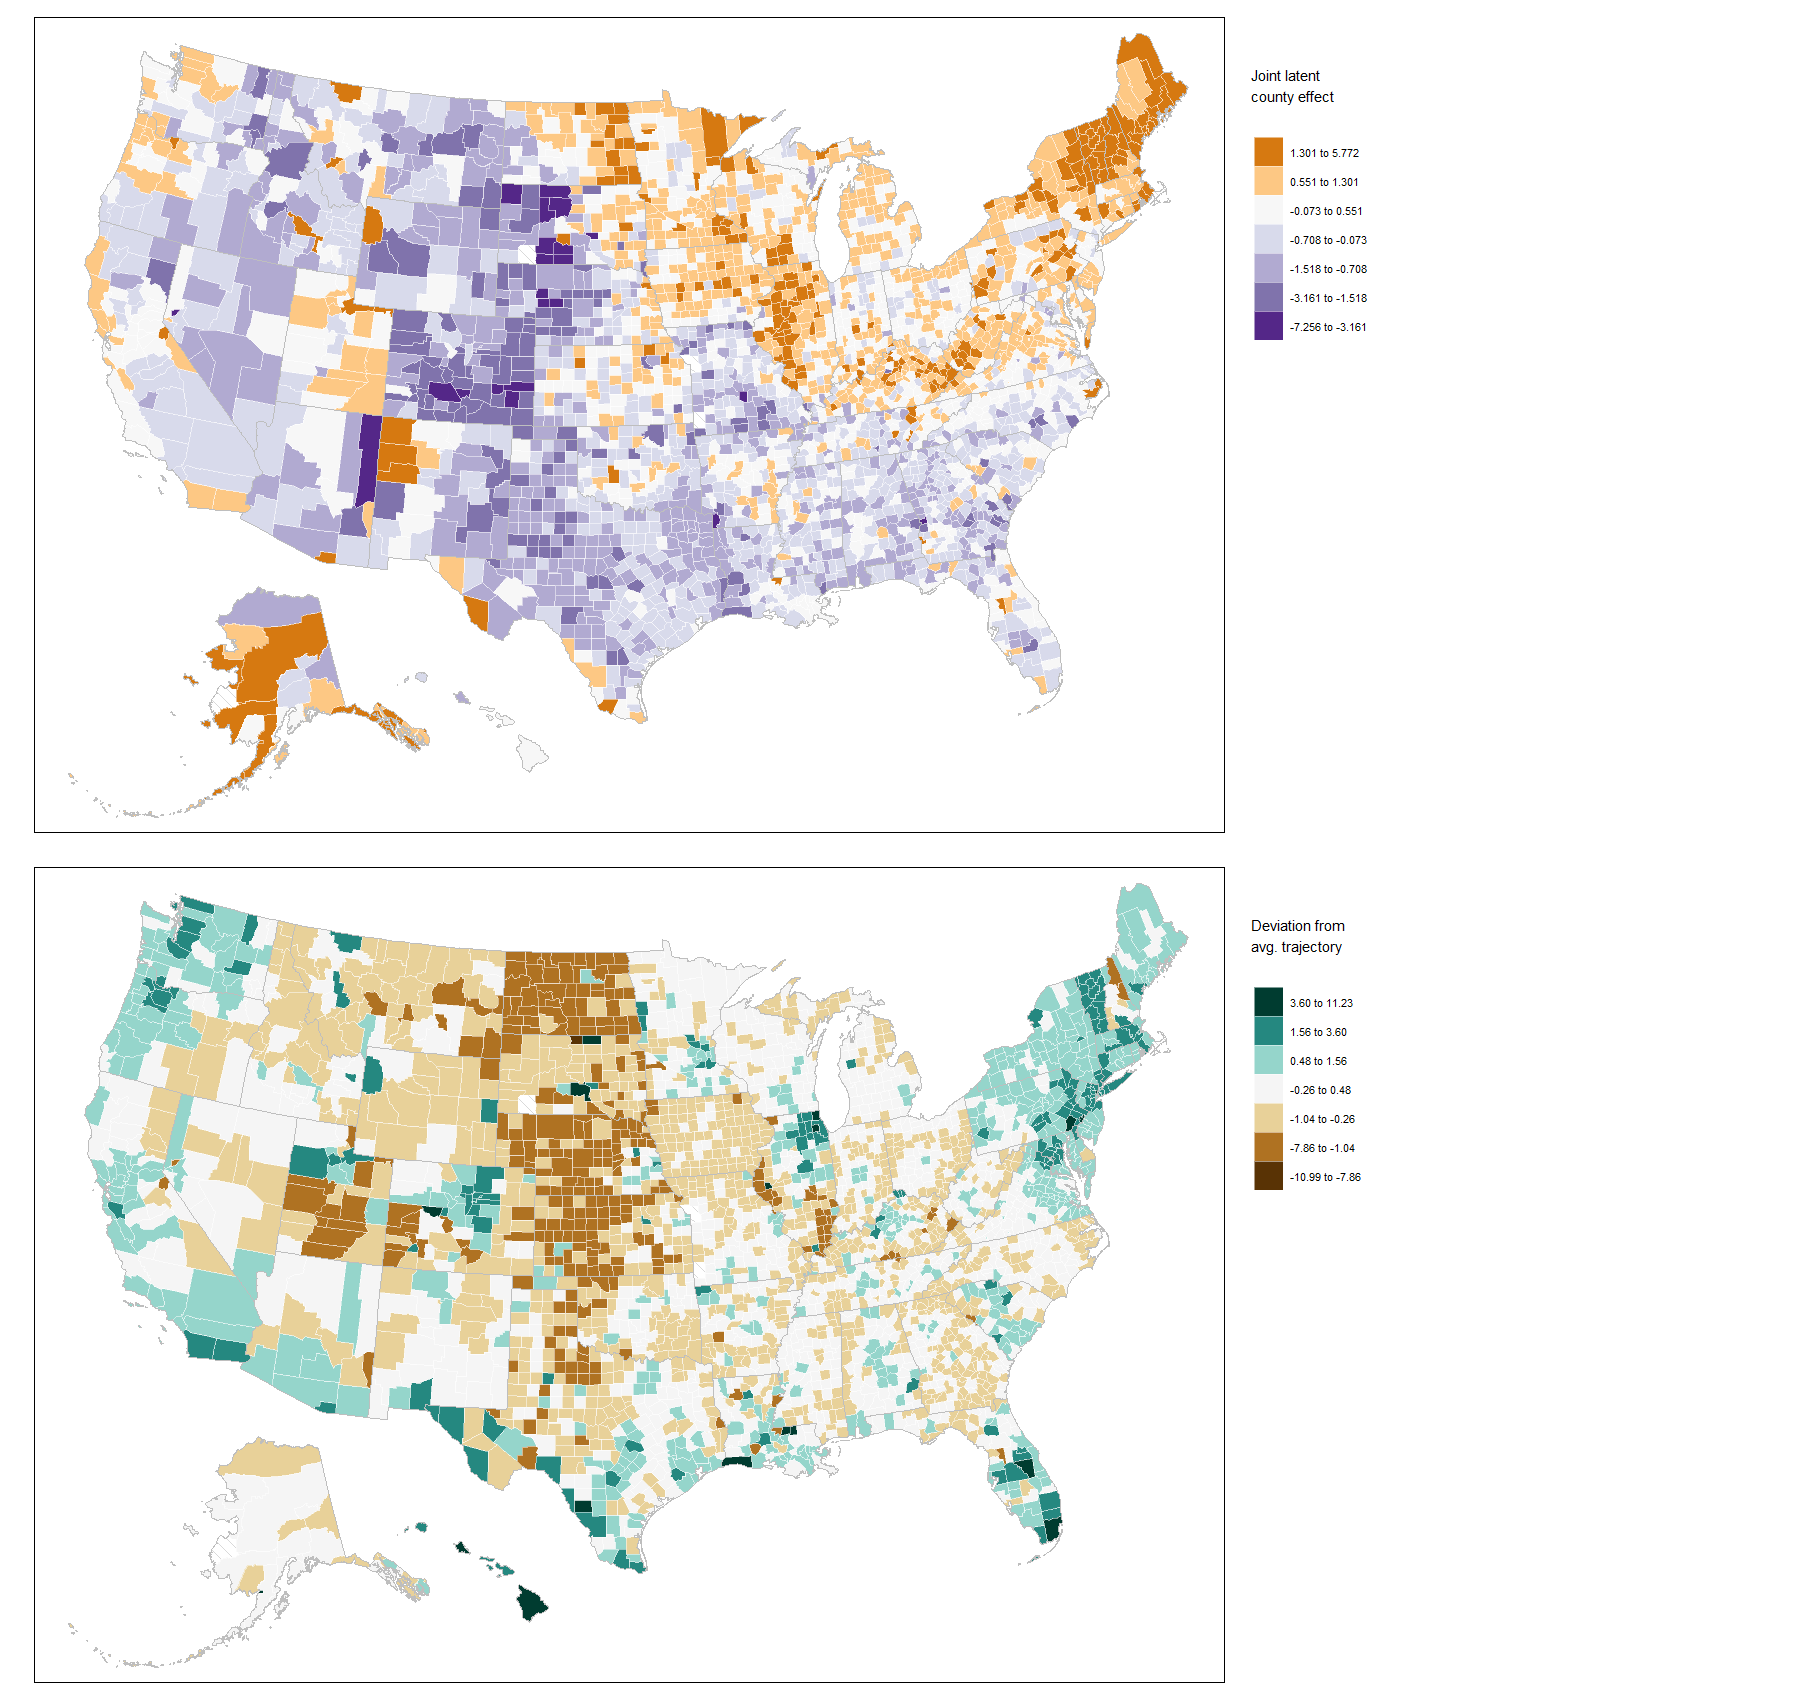 Joint latent
county effect
1.301 to 5.772
0.551 to 1.301
-0.073 to 0.551
-0.708 to -0.073
-1.518 to -0.708
-3.161 to -1.518
-7.256 to -3.161
Deviation from
avg. trajectory
3.60 to 11.23
1.56 to 3.60
0.48 to 1.56
-0.26 to 0.48
-1.04 to -0.26
-7.86 to -1.04
-10.99 to -7.86